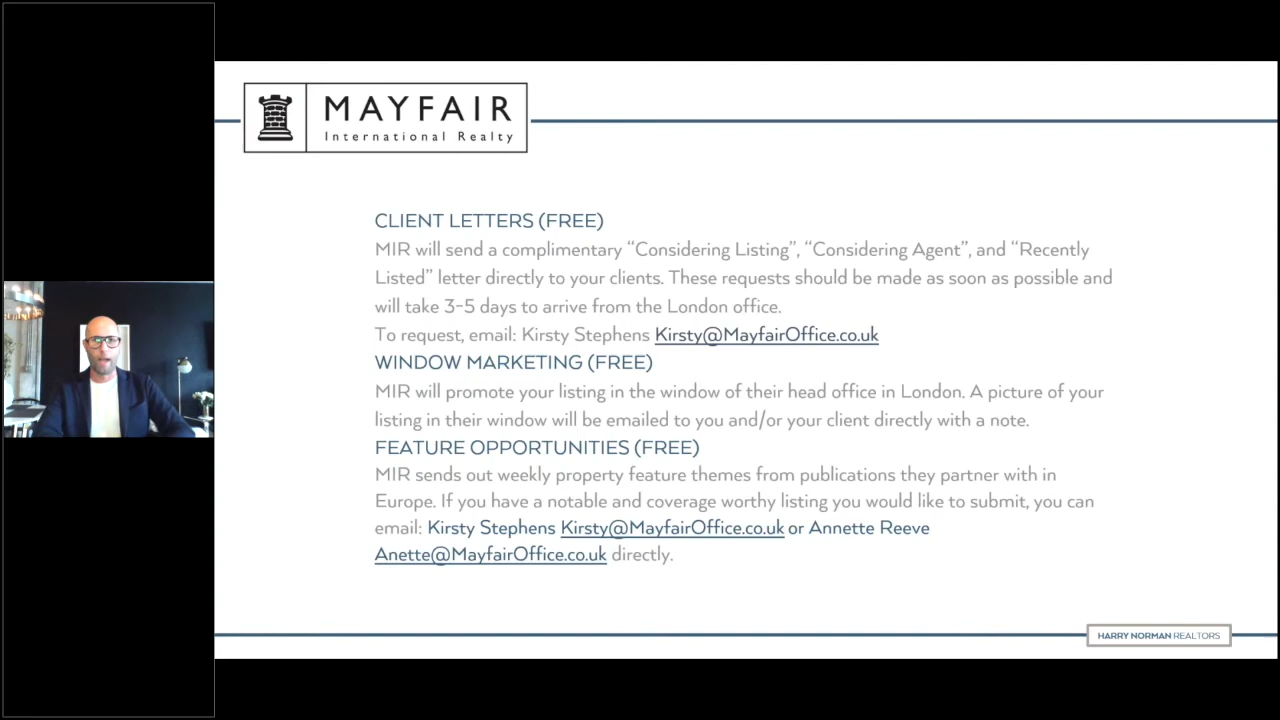 MAYFAIR
International Realty
CLIENT LETTERS (FREE)
MIR will send a complimentary “Considering Listing”, “Considering Agent”, and “Recently
Listed” letter directly to your clients. These requests should be made as soon as possible and
will take 3-5 days to arrive from the London office.
To request, email: Kirsty Stephens Kirsty@MayfairOffice.co.uk
WINDOW MARKETING (FREE)
MIR will promote your listing in the window of their head office in London. A picture of your
listing in their window will be emailed to you and/or your client directly with a note.
FEATURE OPPORTUNITIES (FREE)
MIR sends out weekly property feature themes from publications they partner with in
Europe. If you have a notable and coverage worthy listing you would like to submit, you can
email: Kirsty Stephens Kirsty@MayfairOffice.co.uk or Annette Reeve
Anette@MayfairOffice.co.uk directly.
HARRY NORMAN REALTORS